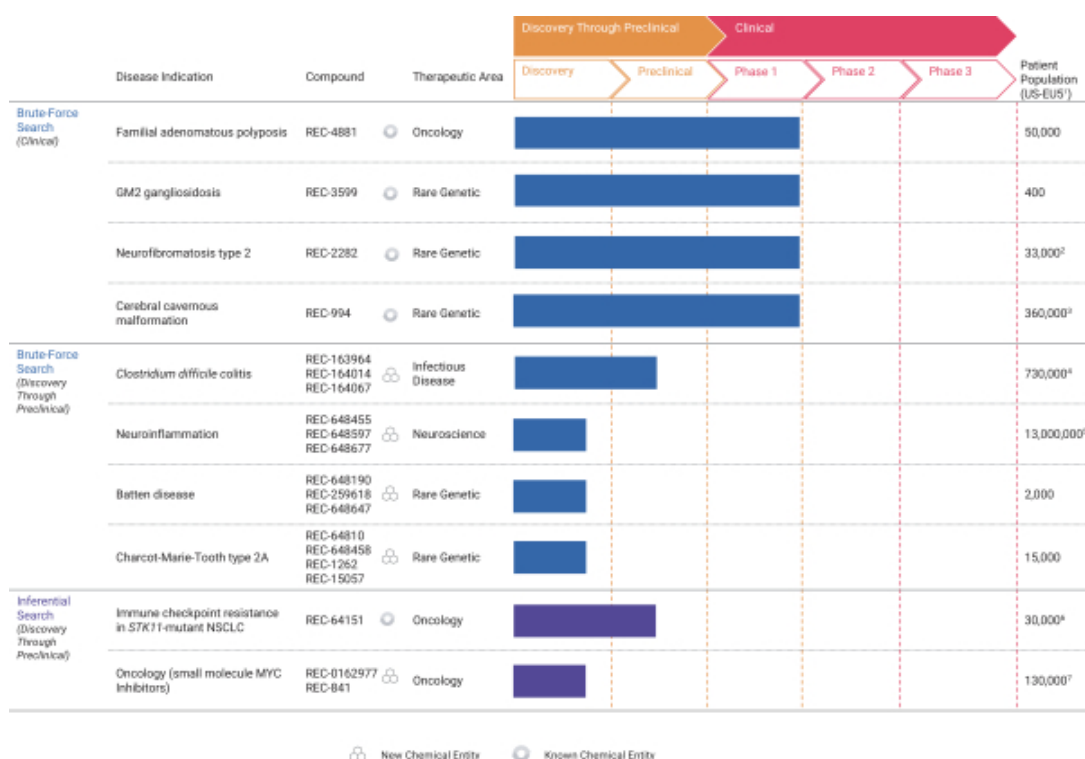 Discovery Through Preclinical
Clinical
Disease Indication
Compound
Therapeutic Area
Discovery
Preclinical
Phase 1
Phase 2
Phase 3
Patient
Population
(US-EU5¹)
Brute-Force
Search
(Clinical)
Familial adenomatous polyposis
REC-4881
Oncology
50,000
GM2 gangliosidosis
REC-3599
Rare Genetic
400
Neurofibromatosis type 2
REC-2282
Rare Genetic
33,000²
Cerebral cavernous
malformation
REC-994
Rare Genetic
360,000³
Brute-Force
Search
(Discovery
Through
Preclinical)
Clostridium difficile colitis
REC-163964
REC-164014
REC-164067
Infectious
Disease
730,000⁴
Neuroinflammation
REC-648455
REC-648597
REC-648677
Neuroscience
13,000,000
Batten disease
REC-648190
REC-259618
REC-648647
Rare Genetic
2,000
Charcot-Marie-Tooth type 2A
REC-64810
REC-648458
REC-1262
REC-15057
Rare Genetic
15,000
Inferential
Search
(Discovery
Through
Preclinical)
Immune checkpoint resistance
in STK11-mutant NSCLC
REC-64151
Oncology
30,000⁶
Oncology (small molecule MYC
Inhibitors)
REC-0162977
REC-841
Oncology
130,000⁷
New Chemical Entity
Known Chemical Entity